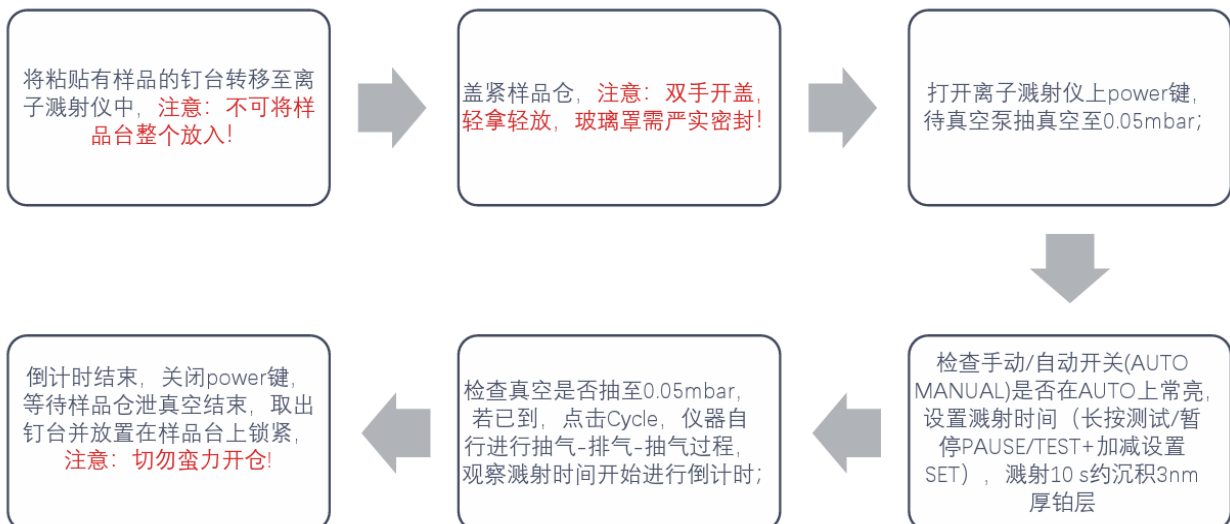 将粘贴有样品的钉台转移至离
子溅射仪中，注意：不可将样
品台整个放入！
盖紧样品仓，注意：双手开盖，
轻拿轻放，玻璃罩需严实密封！
打开离子溅射仪上power键，
待真空泵抽真空至0.05mbar；
检查手动/自动开关(AUTO
MANUAL)是否在AUTO上常亮，
设置溅射时间（长按测试/暂
停PAUSE/TEST+加减设置
SET），溅射10 s约沉积3nm
厚铂层
检查真空是否抽至0.05mbar，
若已到，点击Cycle，仪器自
行进行抽气-排气-抽气过程，
观察溅射时间开始进行倒计时；
倒计时结束，关闭power键，
等待样品仓泄真空结束，取出
钉台并放置在样品台上锁紧，
注意：切勿蛮力开仓!